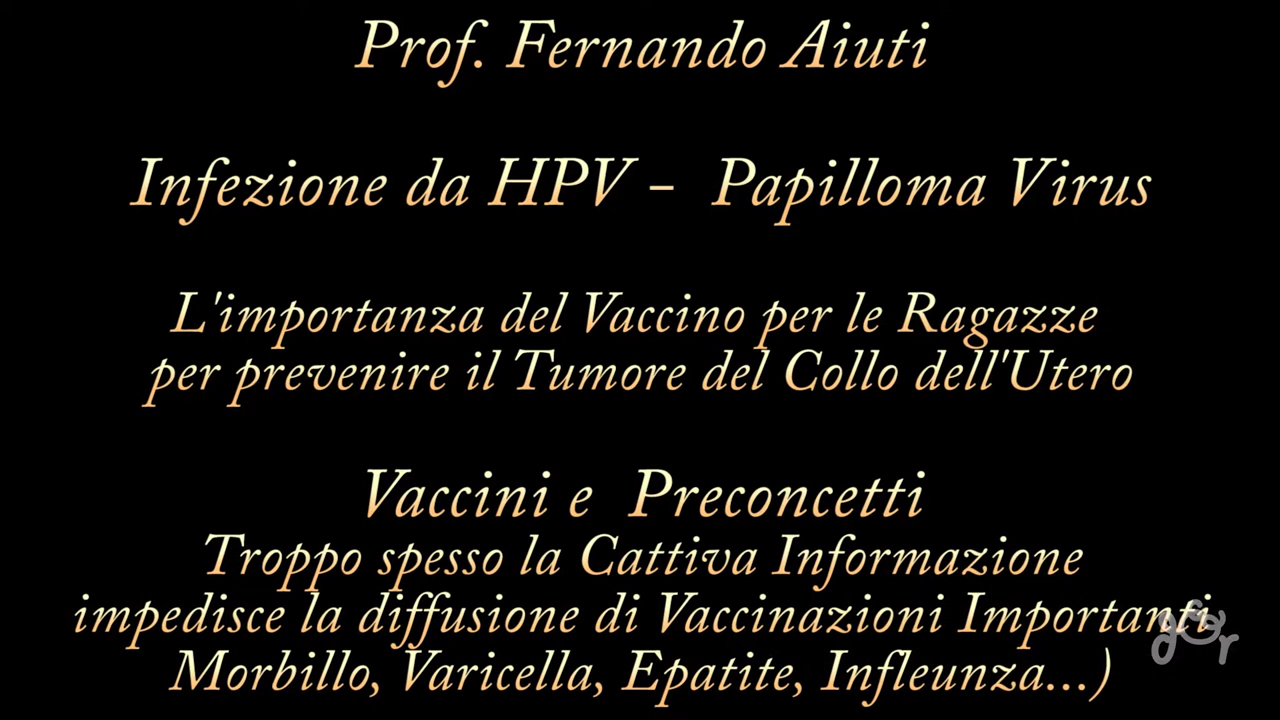 Prof. Fernando Aiuti
Infezione da HPV - Papilloma Virus
L'importanza del Vaccino per le Ragazze
per prevenire il Tumore del Collo dell'Utero
Vaccini e Preconcetti
Troppo spesso la Cattiva Informazione
impedisce la diffusione di Vaccinazioni Importanti
Morbillo, Varicella, Epatite, Infleunza...)
g&r